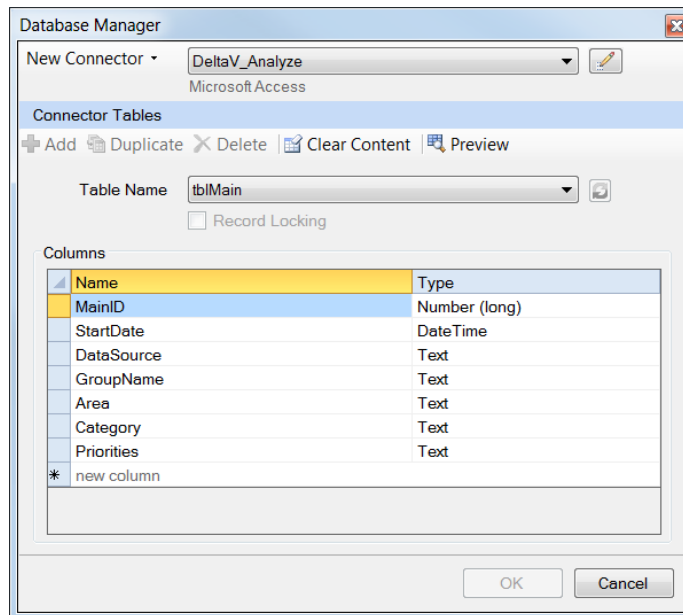 Database Manager
New Connector DeltaV_Analyze
Microsoft Access
Connector Tables
Add Duplicate Delete Clear Content Preview
Table Name tblMain
Record Locking
Columns
Name Type
MainID Number (long)
StartDate DateTime
DataSource Text
GroupName Text
Area Text
Category Text
Priorities Text
new column
OK Cancel